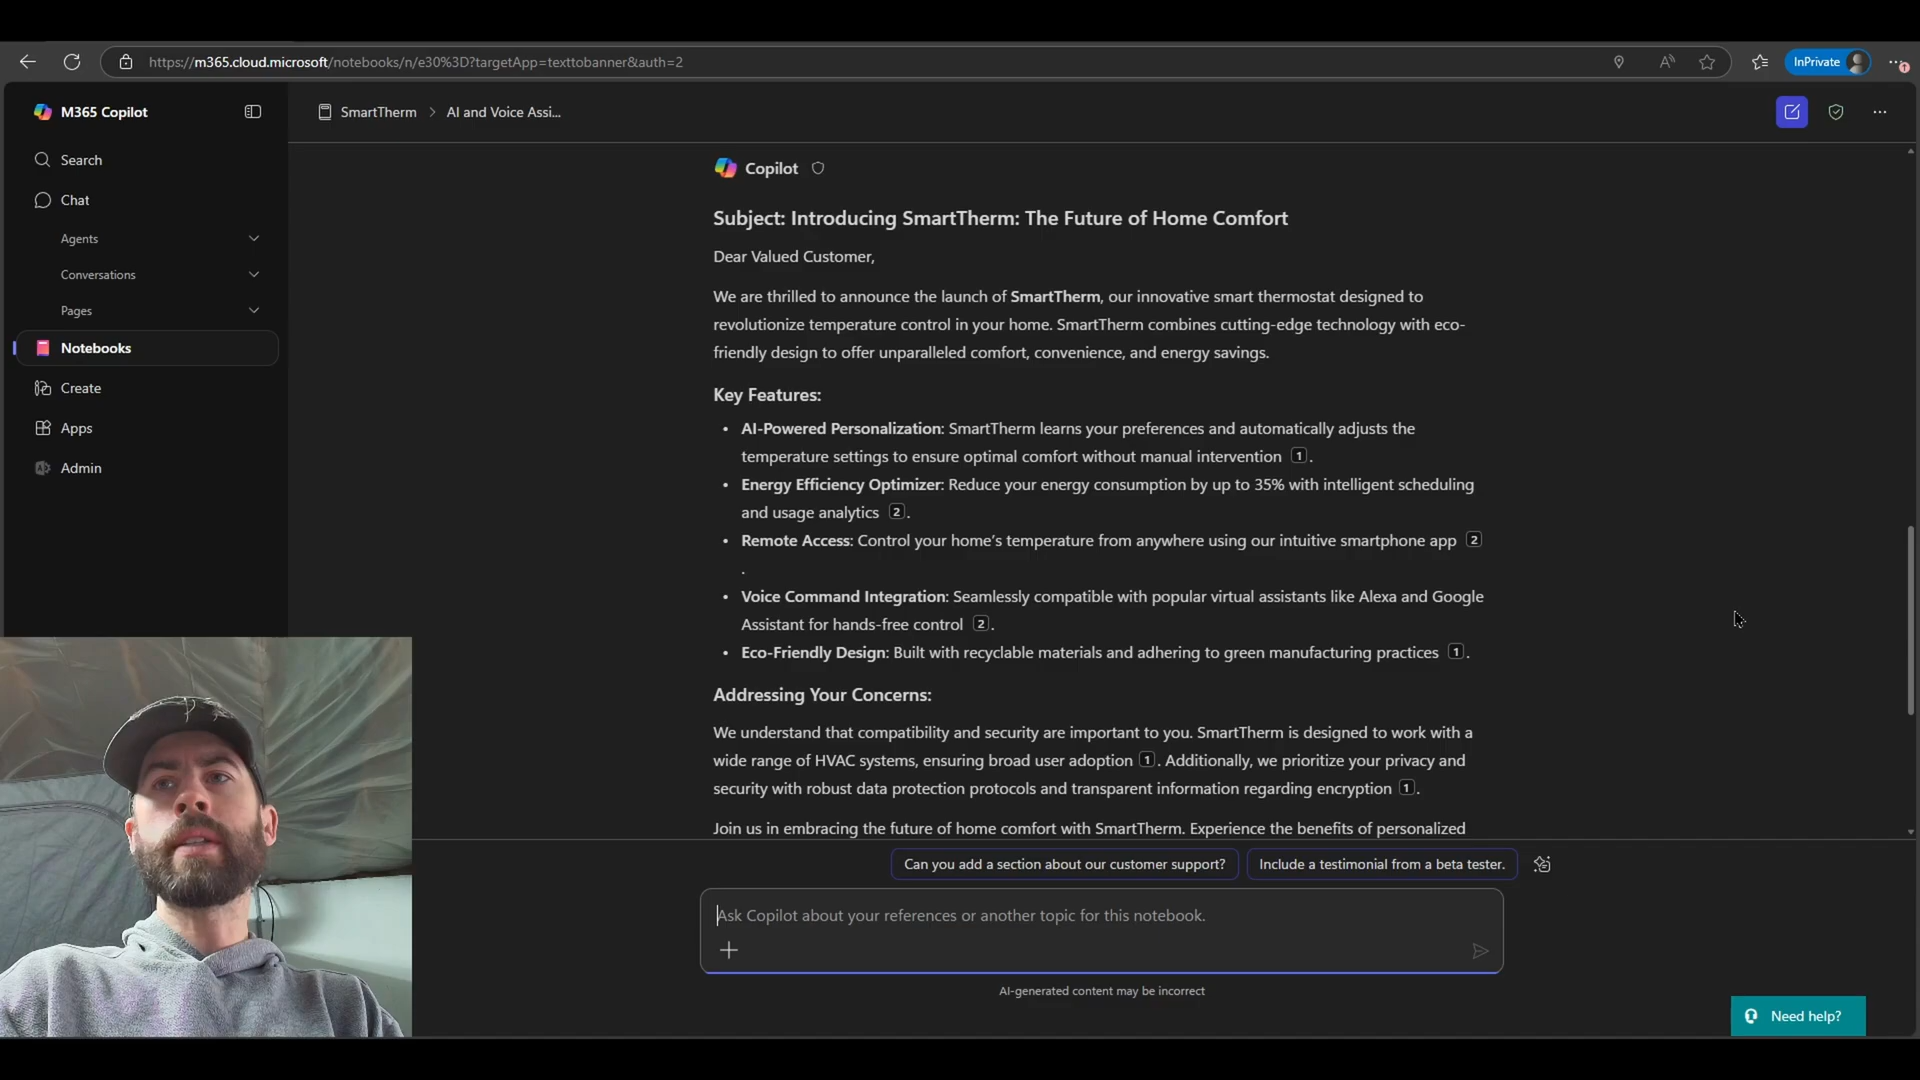 https://m365.cloud.microsoft/notebooks/n/e30%3D?targetApp=texttobanner&auth=2
InPrivate
M365 Copilot
Search
Chat
Agents
Conversations
Pages
Notebooks
Create
Apps
Admin
SmartTherm > AI and Voice Assi...
Copilot
Subject: Introducing SmartTherm: The Future of Home Comfort
Dear Valued Customer,
We are thrilled to announce the launch of SmartTherm, our innovative smart thermostat designed to
revolutionize temperature control in your home. SmartTherm combines cutting-edge technology with eco-
friendly design to offer unparalleled comfort, convenience, and energy savings.
Key Features:
• AI-Powered Personalization: SmartTherm learns your preferences and automatically adjusts the
temperature settings to ensure optimal comfort without manual intervention 1.
• Energy Efficiency Optimizer: Reduce your energy consumption by up to 35% with intelligent scheduling
and usage analytics 2.
• Remote Access: Control your home's temperature from anywhere using our intuitive smartphone app 2
.
• Voice Command Integration: Seamlessly compatible with popular virtual assistants like Alexa and Google
Assistant for hands-free control 2.
• Eco-Friendly Design: Built with recyclable materials and adhering to green manufacturing practices 1.
Addressing Your Concerns:
We understand that compatibility and security are important to you. SmartTherm is designed to work with a
wide range of HVAC systems, ensuring broad user adoption 1. Additionally, we prioritize your privacy and
security with robust data protection protocols and transparent information regarding encryption 1.
Join us in embracing the future of home comfort with SmartTherm. Experience the benefits of personalized
Can you add a section about our customer support?
Include a testimonial from a beta tester.
Ask Copilot about your references or another topic for this notebook.
AI-generated content may be incorrect
Need help?